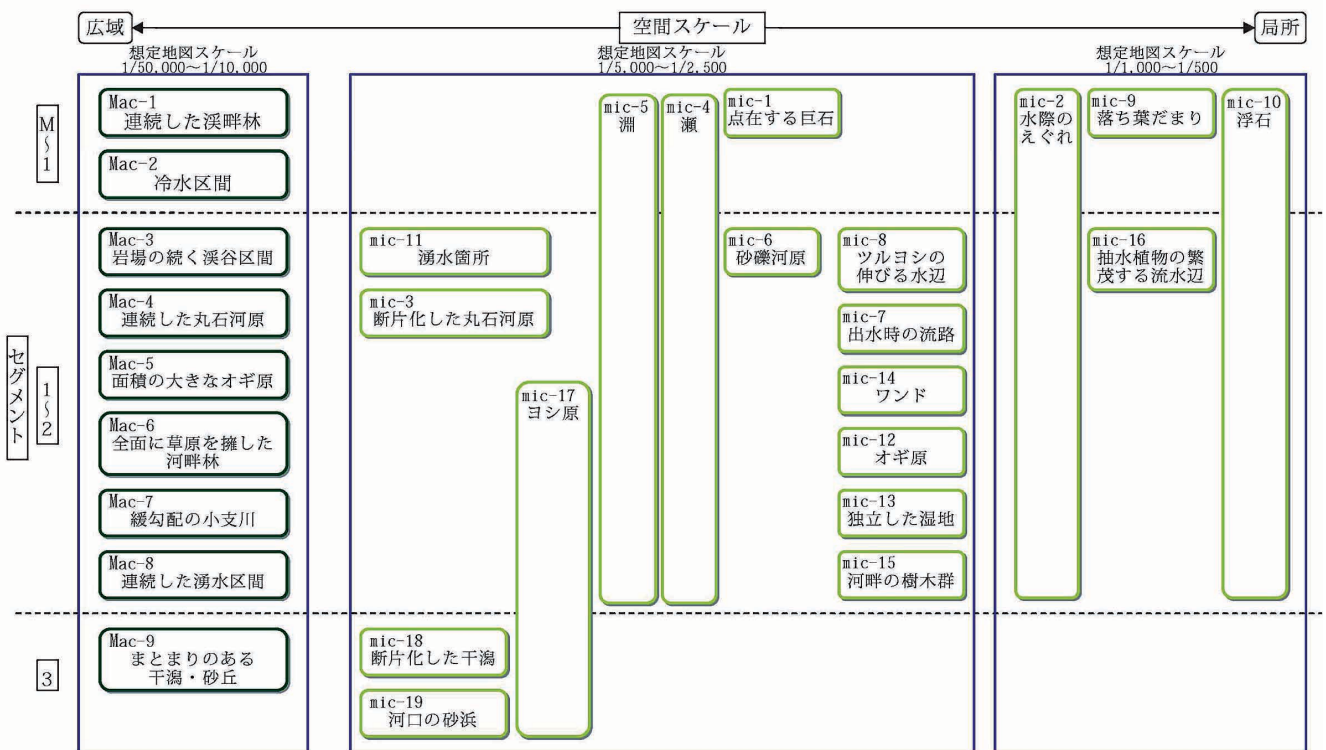 広域
空間スケール
局所
想定地図スケール
1/50,000～1/10,000
想定地図スケール
1/5,000～1/2,500
想定地図スケール
1/1,000～1/500
セグメント
M～1
Mac-1
連続した渓畔林
Mac-2
冷水区間
mic-5
淵
mic-4
瀬
mic-1
点在する巨石
mic-2
水際の
えぐれ
mic-9
落ち葉だまり
mic-10
浮石
1～2
Mac-3
岩場の続く渓谷区間
Mac-4
連続した丸石河原
Mac-5
面積の大きなオギ原
Mac-6
全面に草原を擁した
河畔林
Mac-7
緩勾配の小支川
Mac-8
連続した湧水区間
mic-11
湧水箇所
mic-3
断片化した丸石河原
mic-17
ヨシ原
mic-6
砂礫河原
mic-8
ツルヨシの
伸びる水辺
mic-7
出水時の流路
mic-14
ワンド
mic-12
オギ原
mic-13
独立した湿地
mic-15
河畔の樹木群
mic-16
抽水植物の繁
茂する流水辺
3
Mac-9
まとまりのある
干潟・砂丘
mic-18
断片化した干潟
mic-19
河口の砂浜